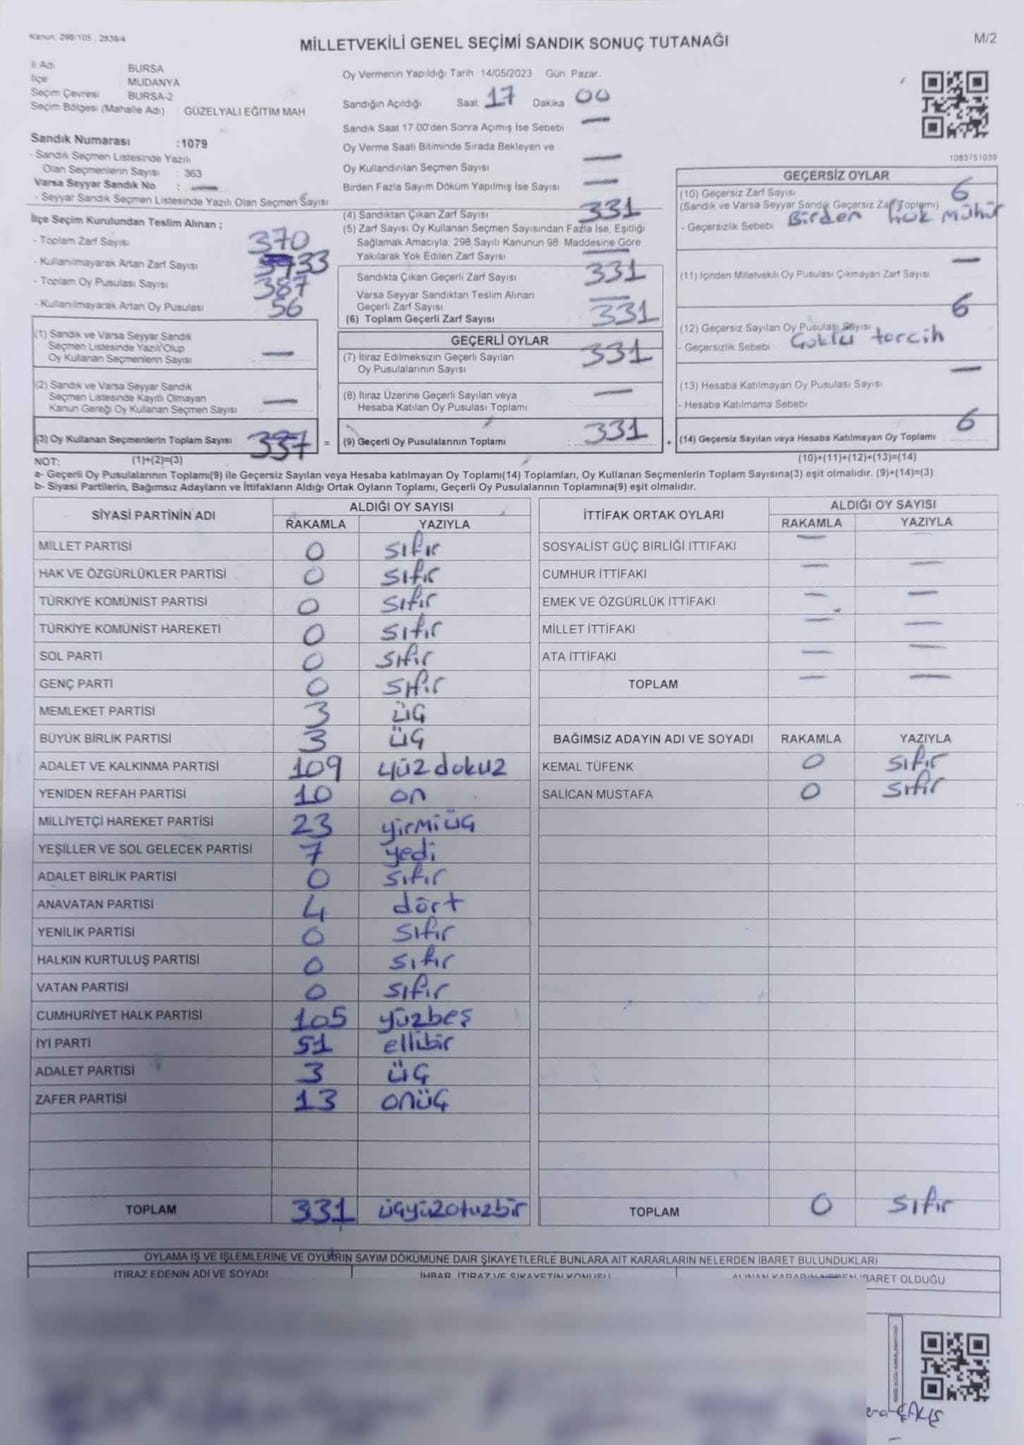 Kanun, 298/105 , 2839/4
MİLLETVEKİLİ GENEL SEÇİMİ SANDIK SONUÇ TUTANAĞI
M/2
İl Adı BURSA
İlçe MUDANYA
Seçim Çevresi BURSA-2
Seçim Bölgesi (Mahalle Adı) GÜZELYALI EĞİTİM MAH.
Oy Vermenin Yapıldığı Tarih 14/05/2023 Gün Pazar.
Sandığın Açıldığı Saat 17 Dakika 00
Sandık Saat 17.00'den Sonra Açımış İse Sebebi —
Oy Verme Saati Bitiminde Sırada Bekleyen ve
Oy Kullandırılan Seçmen Sayısı —
Birden Fazla Sayım Döküm Yapılmış İse Sayısı —
1083751039
Sandık Numarası :1079
- Sandık Seçmen Listesinde Yazılı
Olan Seçmenlerin Sayısı : 363
Varsa Seyyar Sandık No : —
- Seyyar Sandık Seçmen Listesinde Yazılı Olan Seçmen Sayısı
İlçe Seçim Kurulundan Teslim Alınan ;
- Toplam Zarf Sayısı 370
- Kullanılmayarak Artan Zarf Sayısı 33
- Toplam Oy Pusulası Sayısı 387
- Kullanılmayarak Artan Oy Pusulası 56
(1) Sandık ve Varsa Seyyar Sandık
Seçmen Listesinde Yazılı Olup
Oy Kullanan Seçmenlerin Sayısı —
(2) Sandık ve Varsa Seyyar Sandık
Seçmen Listesinde Kayıtlı Olmayan
Kanun Gereği Oy Kullanan Seçmen Sayısı —
(3) Oy Kullanan Seçmenlerin Toplam Sayısı 337 =
(4) Sandıktan Çıkan Zarf Sayısı 331
(5) Zarf Sayısı Oy Kullanan Seçmen Sayısından Fazla İse, Eşitliği
Sağlamak Amacıyla, 298 Sayılı Kanunun 98. Maddesine Göre
Yakılarak Yok Edilen Zarf Sayısı —
Sandıkta Çıkan Geçerli Zarf Sayısı 331
Varsa Seyyar Sandıktan Teslim Alınan
Geçerli Zarf Sayısı —
(6) Toplam Geçerli Zarf Sayısı 331
GEÇERLİ OYLAR
(7) İtiraz Edilmeksizin Geçerli Sayılan
Oy Pusulalarının Sayısı 331
(8) İtiraz Üzerine Geçerli Sayılan veya
Hesaba Katılan Oy Pusulası Toplamı —
(9) Geçerli Oy Pusulalarının Toplamı 331 +
GEÇERSİZ OYLAR
(10) Geçersiz Zarf Sayısı 6
(Sandık ve Varsa Seyyar Sandık Geçersiz Zarf Toplamı)
- Geçersizlik Sebebi Birden mühür
(11) İçinden Milletvekili Oy Pusulası Çıkmayan Zarf Sayısı —
(12) Geçersiz Sayılan Oy Pusulası Sayısı 6
- Geçersizlik Sebebi Çoklu tercih
(13) Hesaba Katılmayan Oy Pusulası Sayısı —
- Hesaba Katılmama Sebebi
(14) Geçersiz Sayılan veya Hesaba Katılmayan Oy Toplamı 6
NOT: (1)+(2)=(3) (10)+(11)+(12)+(13)=(14)
a- Geçerli Oy Pusulalarının Toplamı(9) ile Geçersiz Sayılan veya Hesaba katılmayan Oy Toplamı(14) Toplamları, Oy Kullanan Seçmenlerin Toplam Sayısına(3) eşit olmalıdır. (9)+(14)=(3)
b- Siyasi Partilerin, Bağımsız Adayların ve İttifakların Aldığı Ortak Oyların Toplamı, Geçerli Oy Pusulalarının Toplamına(9) eşit olmalıdır.
SİYASİ PARTİNİN ADI ALDIĞI OY SAYISI
RAKAMLA YAZIYLA
MİLLET PARTİSİ 0 sıfır
HAK VE ÖZGÜRLÜKLER PARTİSİ 0 sıfır
TÜRKİYE KOMÜNİST PARTİSİ 0 sıfır
TÜRKİYE KOMÜNİST HAREKETİ 0 sıfır
SOL PARTİ 0 sıfır
GENÇ PARTİ 0 sıfır
MEMLEKET PARTİSİ 3 üç
BÜYÜK BİRLİK PARTİSİ 3 üç
ADALET VE KALKINMA PARTİSİ 109 yüzdokuz
YENİDEN REFAH PARTİSİ 10 on
MİLLİYETÇİ HAREKET PARTİSİ 23 yirmiüç
YEŞİLLER VE SOL GELECEK PARTİSİ 7 yedi
ADALET BİRLİK PARTİSİ 0 sıfır
ANAVATAN PARTİSİ 4 dört
YENİLİK PARTİSİ 0 sıfır
HALKIN KURTULUŞ PARTİSİ 0 sıfır
VATAN PARTİSİ 0 sıfır
CUMHURİYET HALK PARTİSİ 105 yüzbeş
İYİ PARTİ 51 ellibir
ADALET PARTİSİ 3 üç
ZAFER PARTİSİ 13 onüç
TOPLAM 331 üçyüzotuzbir
İTTİFAK ORTAK OYLARI ALDIĞI OY SAYISI
RAKAMLA YAZIYLA
SOSYALİST GÜÇ BİRLİĞİ İTTİFAKI —
CUMHUR İTTİFAKI — —
EMEK VE ÖZGÜRLÜK İTTİFAKI — —
MİLLET İTTİFAKI — —
ATA İTTİFAKI — —
TOPLAM — —
BAĞIMSIZ ADAYIN ADI VE SOYADI RAKAMLA YAZIYLA
KEMAL TÜFENK 0 sıfır
SALİCAN MUSTAFA 0 sıfır
TOPLAM 0 sıfır
OYLAMA İŞ VE İŞLEMLERİNE VE OYLARIN SAYIM DÖKÜMÜNE DAİR ŞİKAYETLERLE BUNLARA AİT KARARLARIN NELERDEN İBARET BULUNDUKLARI
İTİRAZ EDENİN ADI VE SOYADI İHBAR, İTİRAZ VE ŞİKAYETİN KONUSU ALINAN KARARIN NEDEN İBARET OLDUĞU